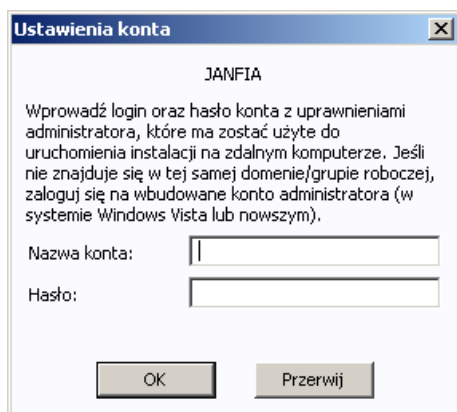 Ustawienia konta
JANFIA
Wprowadź login oraz hasło konta z uprawnieniami
administratora, które ma zostać użyte do
uruchomienia instalacji na zdalnym komputerze. Jeśli
nie znajduje się w tej samej domenie/grupie roboczej,
zaloguj się na wbudowane konto administratora (w
systemie Windows Vista lub nowszym).
Nazwa konta:
Hasło:
OK Przerwij